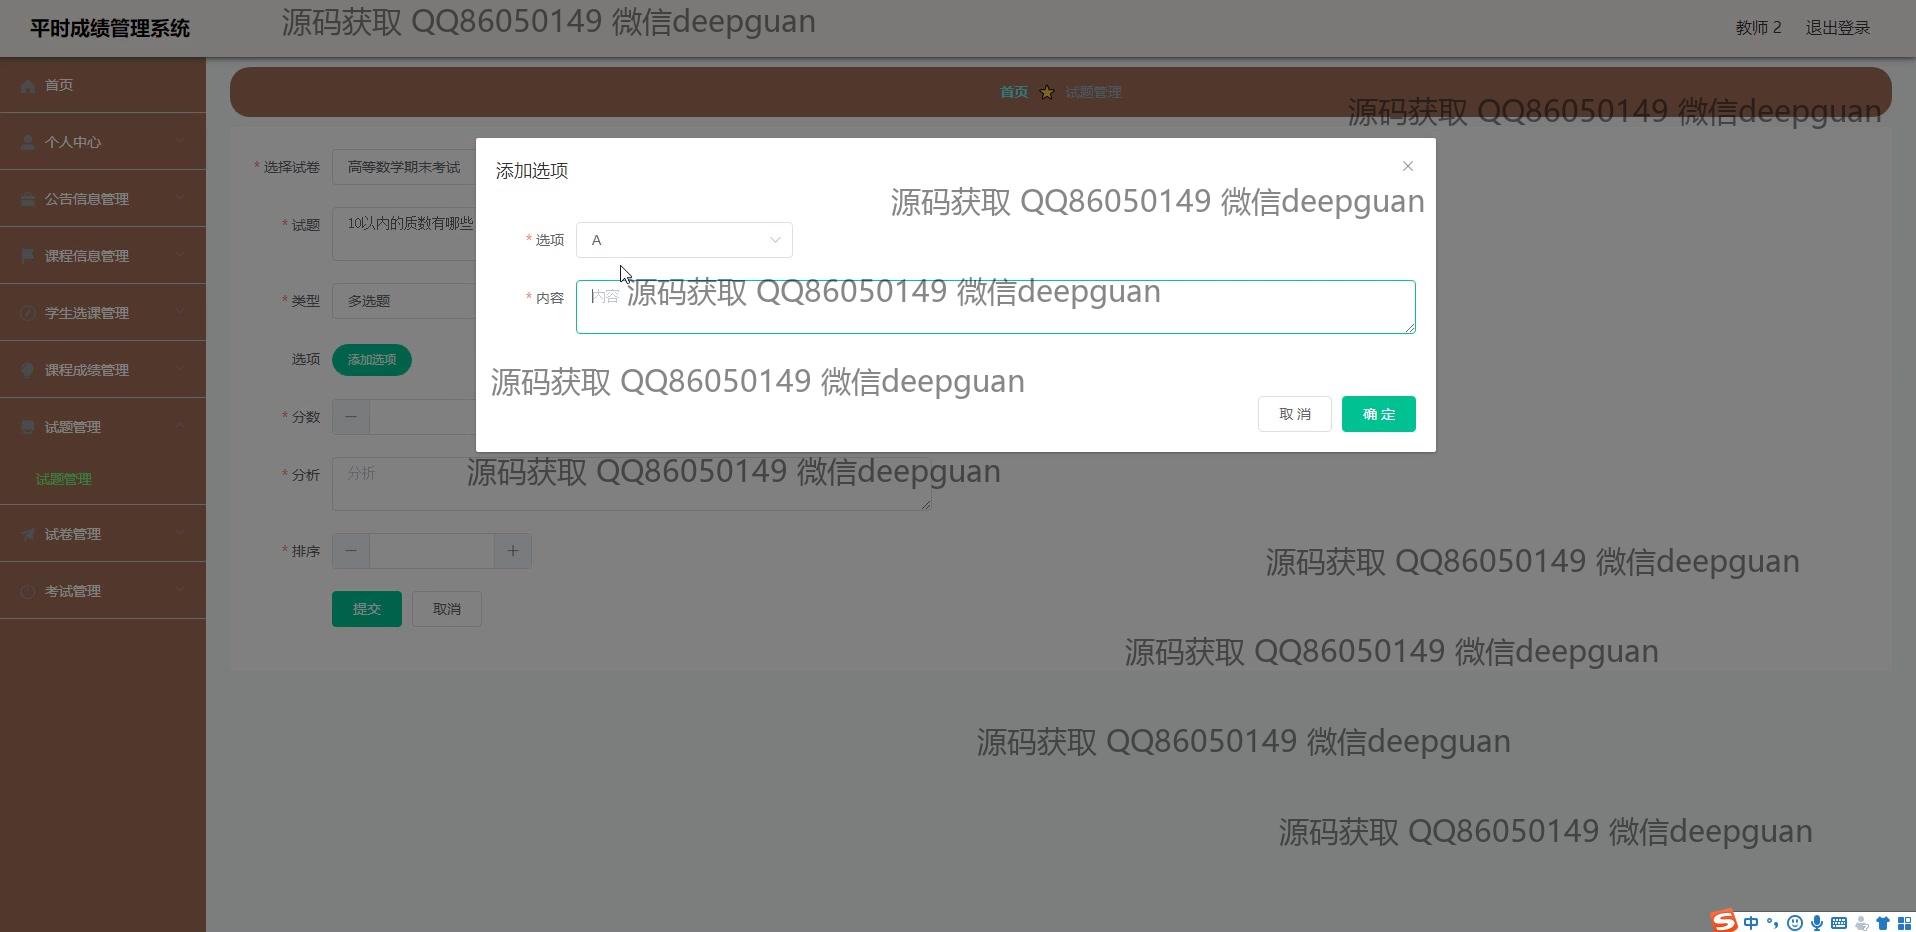 平时成绩管理系统
源码获取 QQ86050149 微信deepguan
教师 2
退出登录
首页
个人中心
公告信息管理
课程信息管理
学生选课管理
课程成绩管理
试题管理
试题管理
试卷管理
考试管理
首页 试题管理
源码获取 QQ86050149 微信deepguan
* 选择试卷 高等数学期末考试
* 试题 10以内的质数有哪些
* 类型 多选题
选项 添加选项
* 分数
* 分析 分析
* 排序
提交 取消
添加选项
源码获取 QQ86050149 微信deepguan
* 选项 A
* 内容 内容
源码获取 QQ86050149 微信deepguan
源码获取 QQ86050149 微信deepguan
取消 确定
源码获取 QQ86050149 微信deepguan
源码获取 QQ86050149 微信deepguan
源码获取 QQ86050149 微信deepguan
源码获取 QQ86050149 微信deepguan
源码获取 QQ86050149 微信deepguan
中